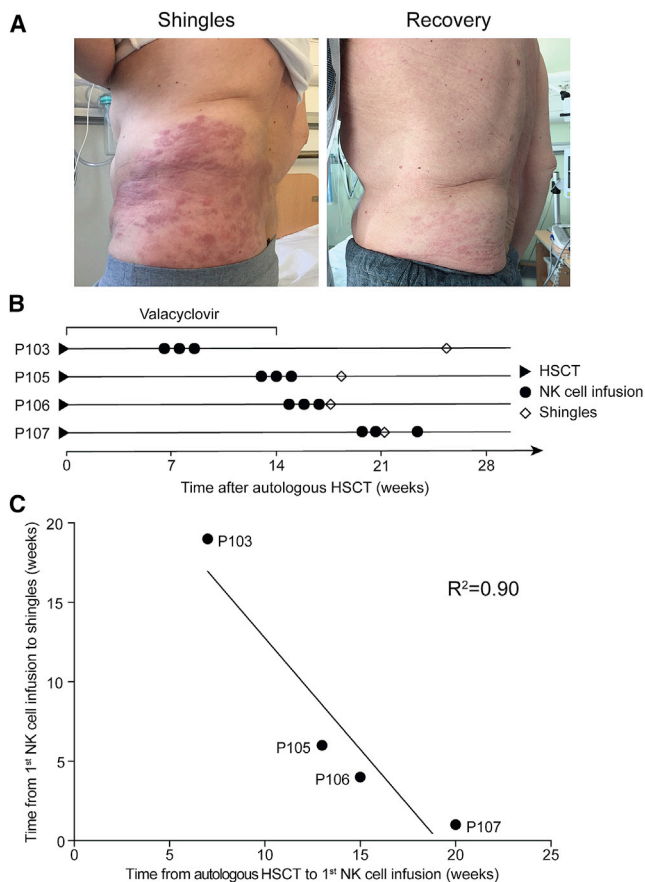 A
Shingles
Recovery
B
Valacyclovir
P103
P105
P106
P107
HSCT
NK cell infusion
Shingles
0 7 14 21 28
Time after autologous HSCT (weeks)
C
Time from 1st NK cell infusion to shingles (weeks)
20
15
10
5
0
P103
R²=0.90
P105
P106
P107
0 5 10 15 20 25
Time from autologous HSCT to 1st NK cell infusion (weeks)